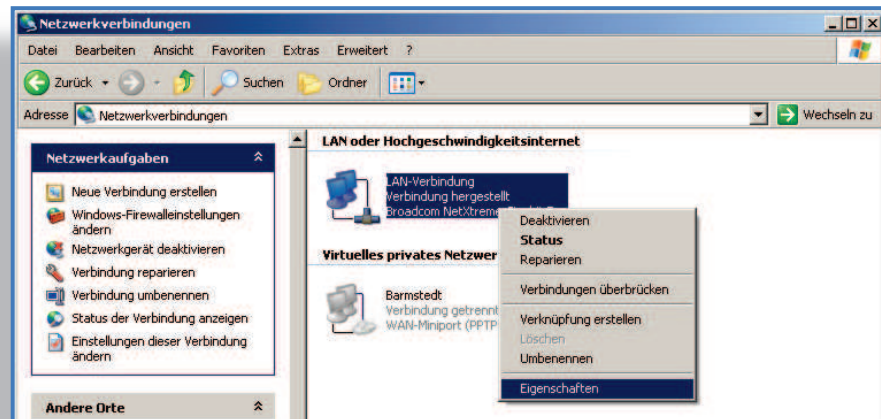 Netzwerkverbindungen
Datei Bearbeiten Ansicht Favoriten Extras Erweitert ?
Zurück Suchen Ordner
Adresse Netzwerkverbindungen Wechseln zu
Netzwerkaufgaben
Neue Verbindung erstellen
Windows-Firewalleinstellungen
ändern
Netzwerkgerät deaktivieren
Verbindung reparieren
Verbindung umbenennen
Status der Verbindung anzeigen
Einstellungen dieser Verbindung
ändern
Andere Orte
LAN oder Hochgeschwindigkeitsinternet
LAN-Verbindung
Verbindung hergestellt
Broadcom NetXtreme
Virtuelles privates Netzwer
Barmstedt
Verbindung getrennt
WAN-Miniport (PPTP
Deaktivieren
Status
Reparieren
Verbindungen überbrücken
Verknüpfung erstellen
Löschen
Umbenennen
Eigenschaften